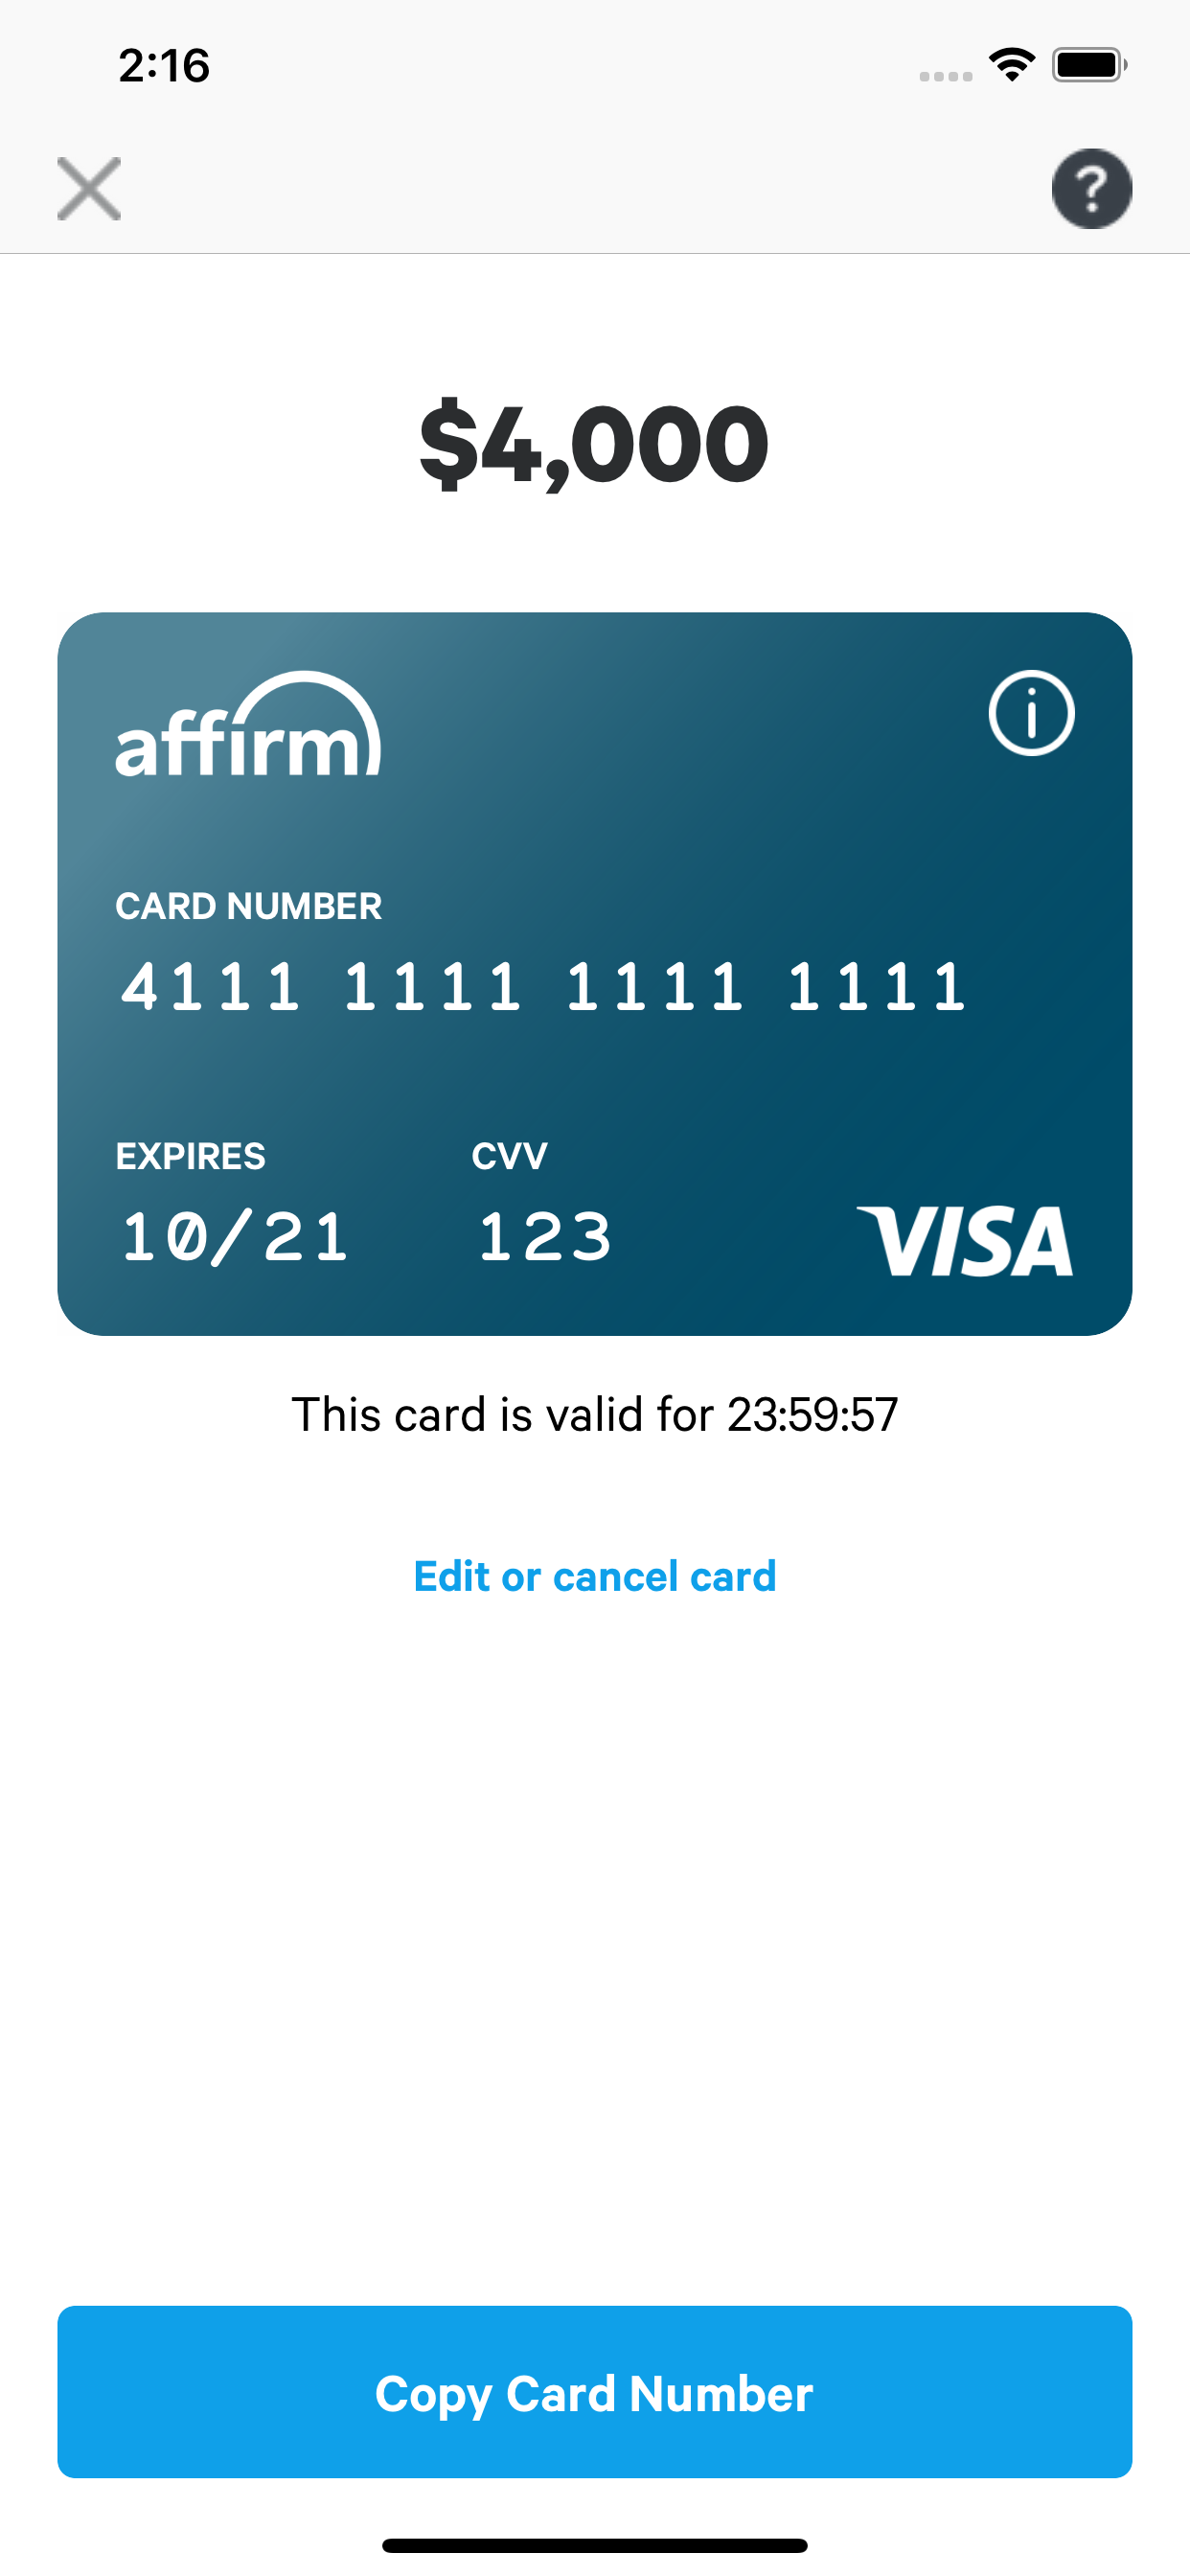 2:16
?
$4,000
affirm
i
CARD NUMBER
4111 1111 1111 1111
EXPIRES CVV
10/21 123
VISA
This card is valid for 23:59:57
Edit or cancel card
Copy Card Number